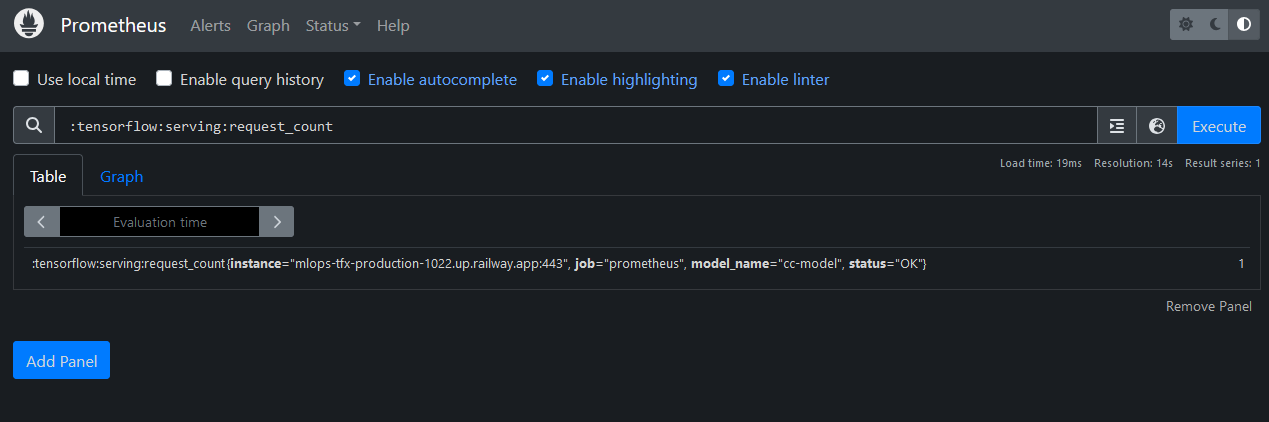 Prometheus Alerts Graph Status Help
Use local time Enable query history Enable autocomplete Enable highlighting Enable linter
:tensorflow:serving:request_count Execute
Table Graph Load time: 19ms Resolution: 14s Result series: 1
Evaluation time
:tensorflow:serving:request_count{instance="mlops-tfx-production-1022.up.railway.app:443", job="prometheus", model_name="cc-model", status="OK"} 1
Remove Panel
Add Panel